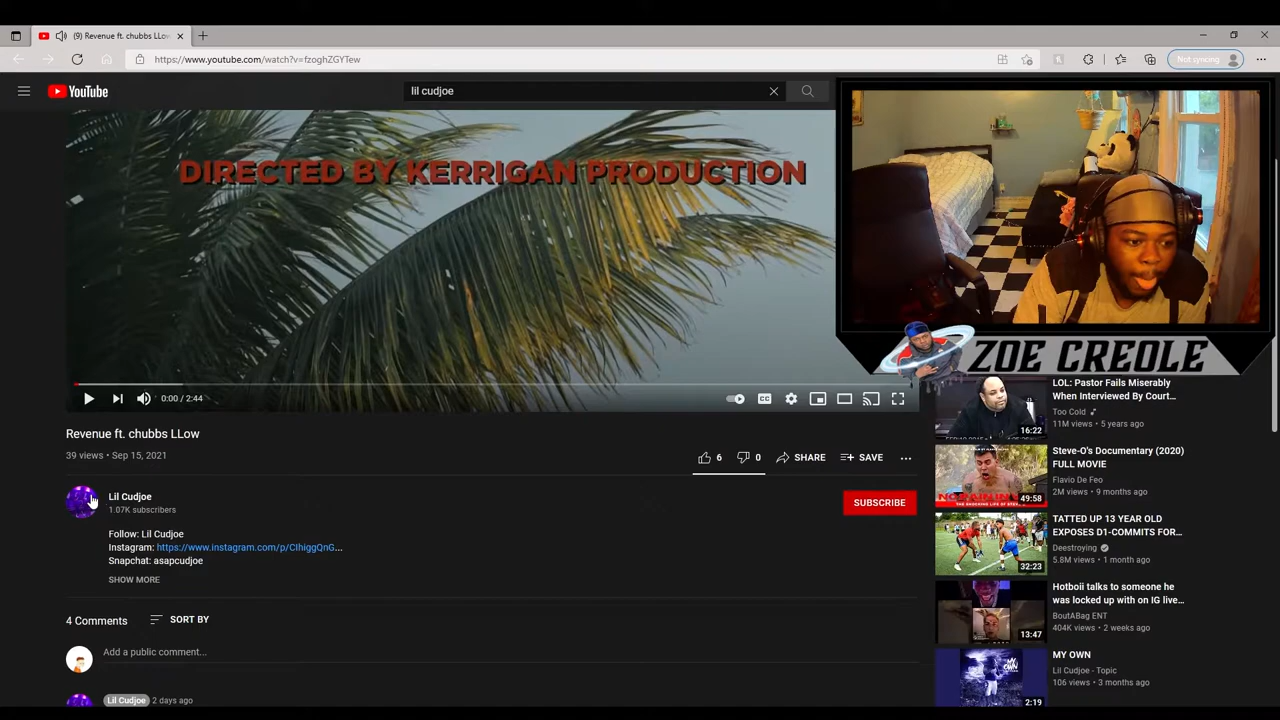 (9) Revenue ft. chubbs LLow
https://www.youtube.com/watch?v=fzoghZGYTew
Not syncing
YouTube
lil cudjoe
DIRECTED BY KERRIGAN PRODUCTION
0:00 / 2:44
CC
Revenue ft. chubbs LLow
39 views • Sep 15, 2021
6
0
SHARE
SAVE
Lil Cudjoe
1.07K subscribers
SUBSCRIBE
Follow: Lil Cudjoe
Instagram: https://www.instagram.com/p/CIhiggQnG...
Snapchat: asapcudjoe
SHOW MORE
4 Comments
SORT BY
Add a public comment...
Lil Cudjoe 2 days ago
ZOE CREOLE
LOL: Pastor Fails Miserably
When Interviewed By Court...
Too Cold
11M views • 5 years ago
16:22
Steve-O's Documentary (2020)
FULL MOVIE
Flavio De Feo
2M views • 9 months ago
49:58
TATTED UP 13 YEAR OLD
EXPOSES D1-COMMITS FOR...
Deestroying
5.8M views • 1 month ago
32:23
Hotboii talks to someone he
was locked up with on IG live...
BoutABag ENT
404K views • 2 weeks ago
13:47
MY OWN
Lil Cudjoe - Topic
106 views • 3 months ago
MY OWN
2:19